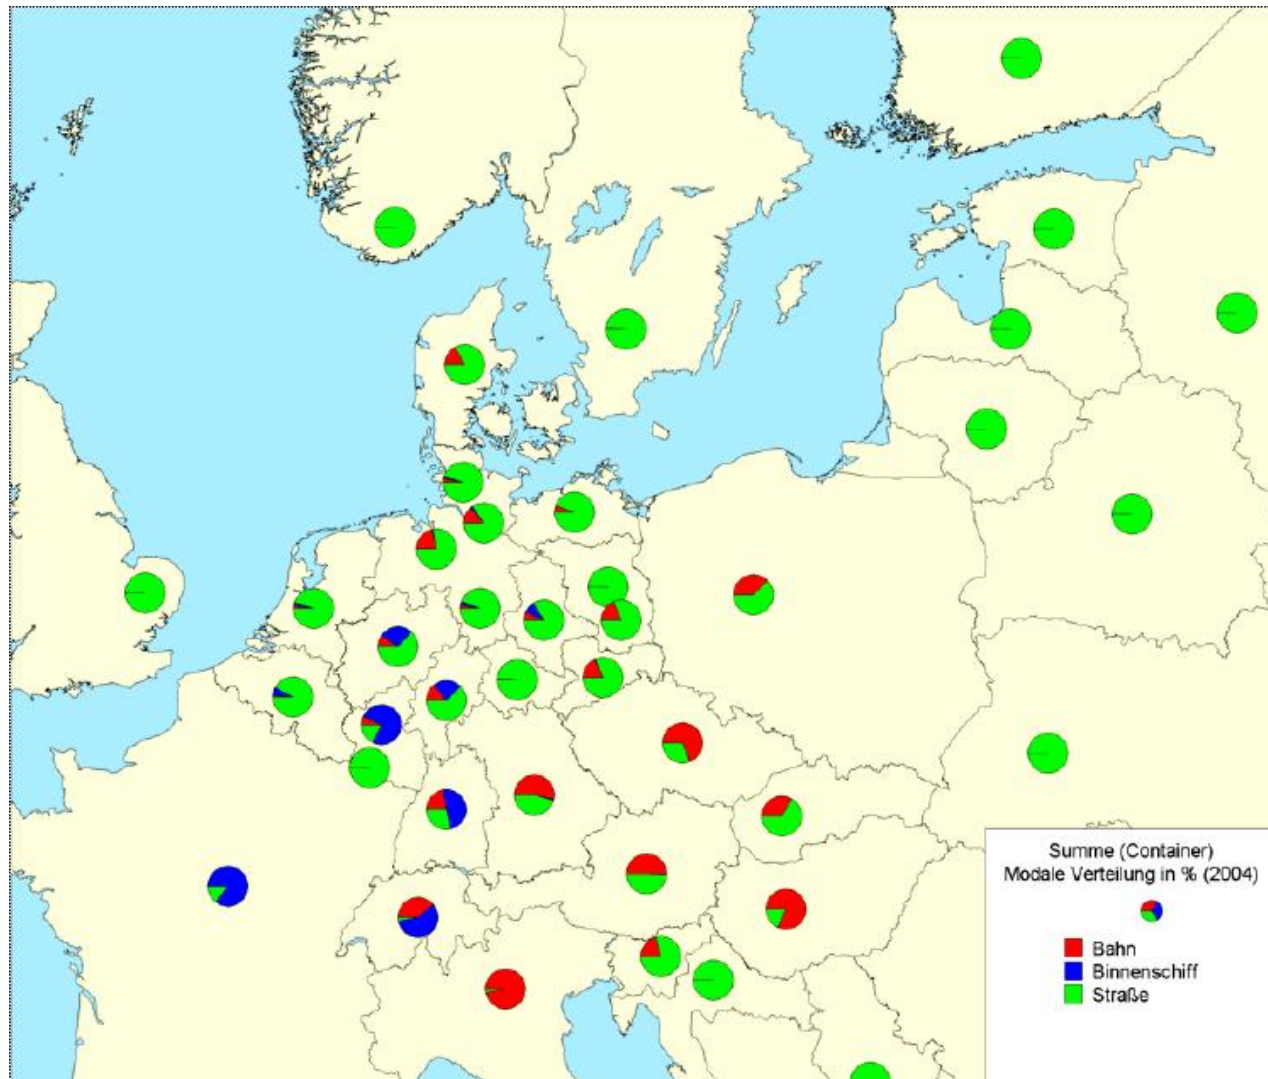 Summe (Container)
Modale Verteilung in % (2004)
Bahn
Binnenschiff
Straße